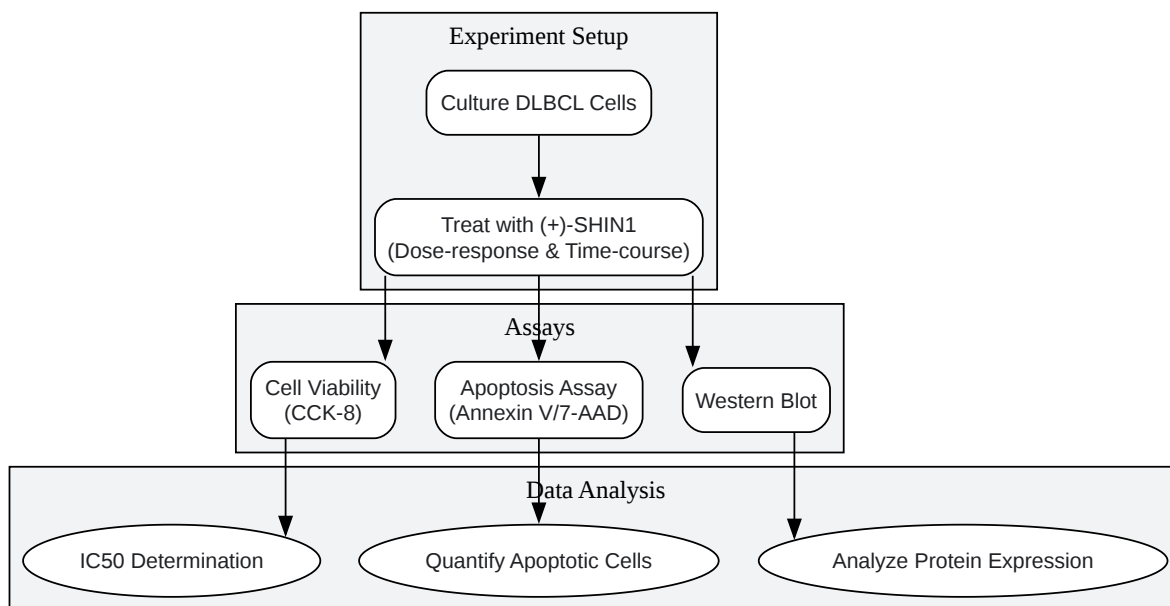 Experiment Setup
Culture DLBCL Cells
Treat with (+)-SHIN1
(Dose-response & Time-course)
Assays
Cell Viability
(CCK-8)
Apoptosis Assay
(Annexin V/7-AAD)
Western Blot
Data Analysis
IC50 Determination
Quantify Apoptotic Cells
Analyze Protein Expression